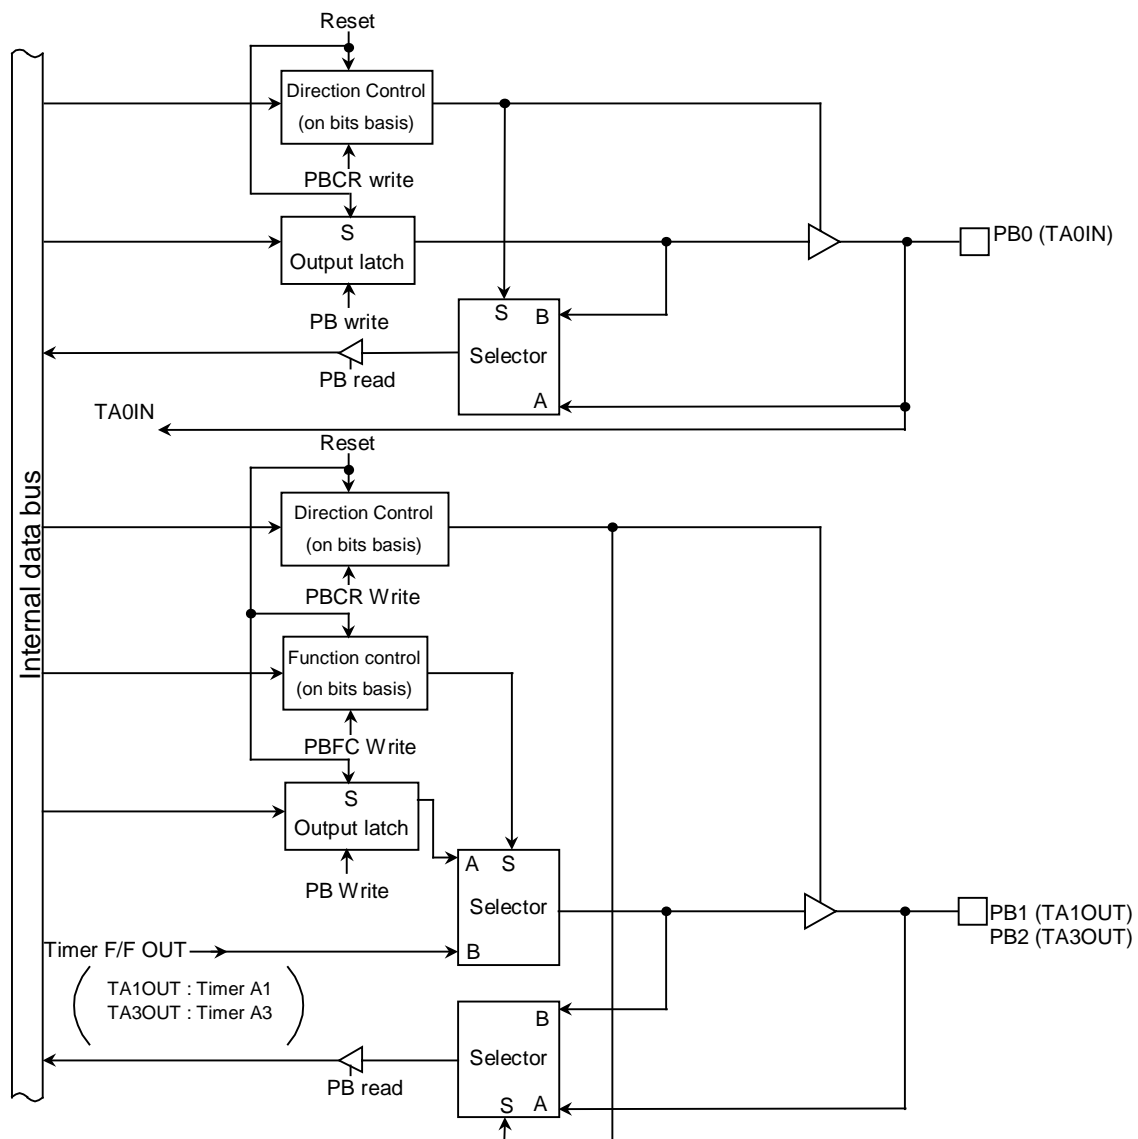 Reset
Direction Control
(on bits basis)
PBCR write
S
Output latch
PB write
PB0 (TA0IN)
S
B
Selector
A
PB read
TA0IN
Internal data bus
Reset
Direction Control
(on bits basis)
PBCR Write
Function control
(on bits basis)
PBFC Write
S
Output latch
PB Write
A
S
Selector
B
Timer F/F OUT
TA1OUT : Timer A1
TA3OUT : Timer A3
PB1 (TA1OUT)
PB2 (TA3OUT)
B
Selector
S
A
PB read